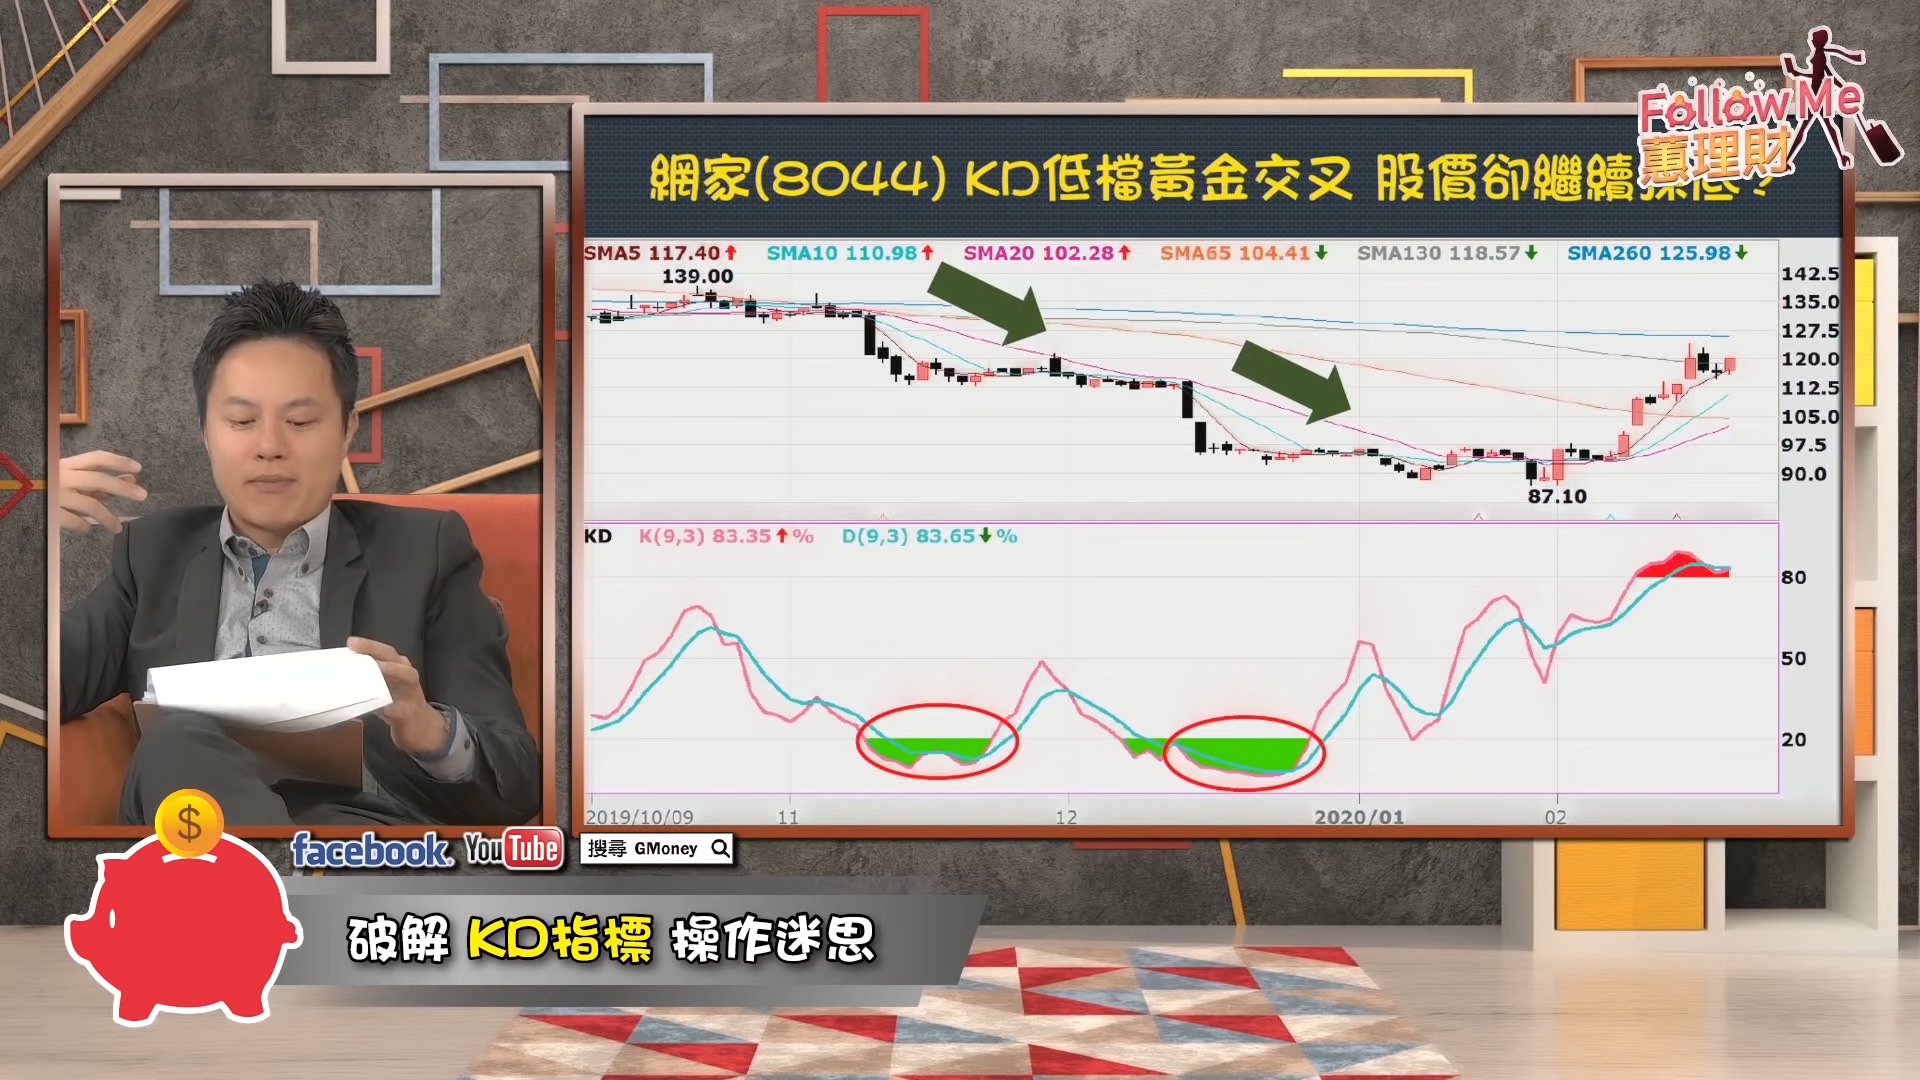 FollowMe
蕙理財
網家(8044) KD低檔黃金交叉 股價卻繼續探底？
SMA5 117.40 SMA10 110.98 SMA20 102.28 SMA65 104.41 SMA130 118.57 SMA260 125.98
139.00
142.5
135.0
127.5
120.0
112.5
105.0
97.5
90.0
87.10
KD K(9,3) 83.35 % D(9,3) 83.65 %
80
50
20
2019/10/09 11 12 2020/01 02
facebook. YouTube 搜尋 GMoney
$
破解 KD指標 操作迷思